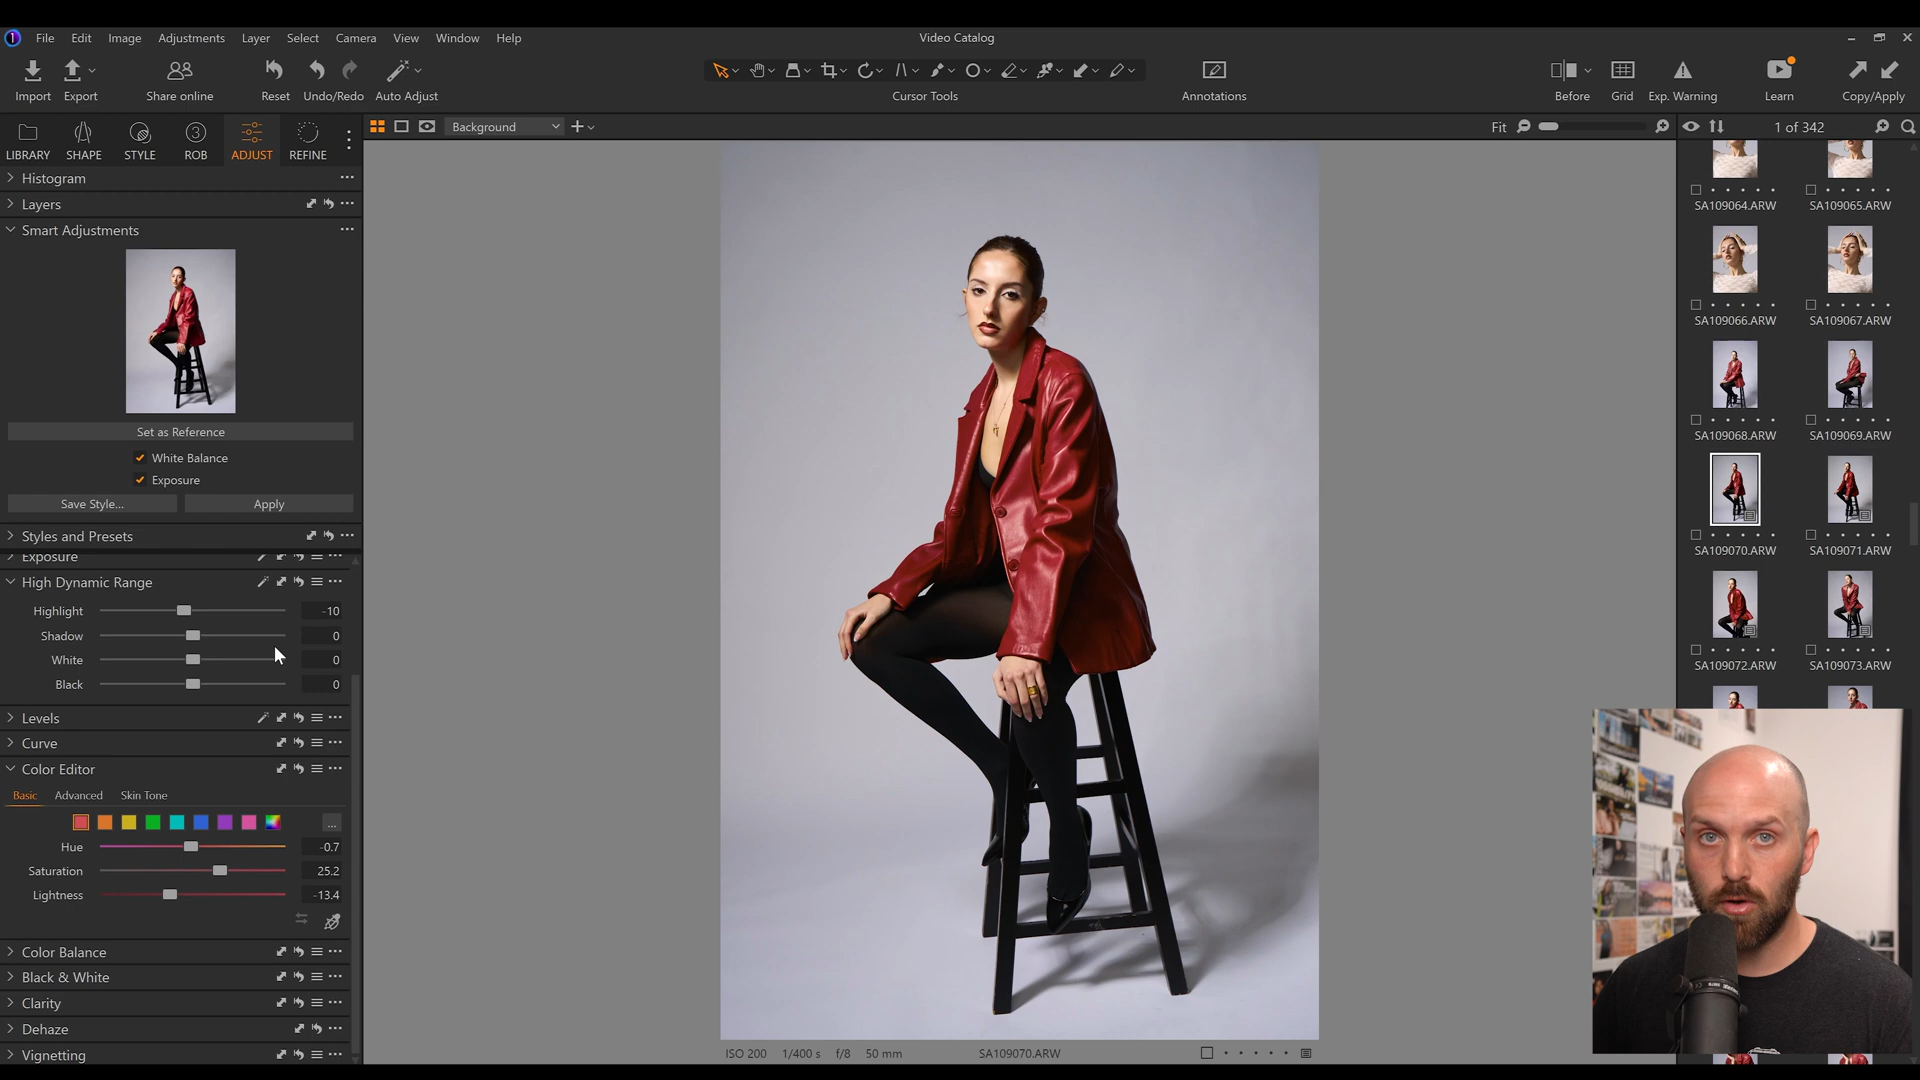 File Edit Image Adjustments Layer Select Camera View Window Help
Video Catalog
Import Export Share online Reset Undo/Redo Auto Adjust
Cursor Tools
Annotations
Before Grid Exp. Warning Learn Copy/Apply
LIBRARY SHAPE STYLE ROB ADJUST REFINE
Background
Fit
1 of 342
Histogram
Layers
Smart Adjustments
Set as Reference
White Balance
Exposure
Save Style... Apply
Styles and Presets
Exposure
High Dynamic Range
Highlight -10
Shadow 0
White 0
Black 0
Levels
Curve
Color Editor
Basic Advanced Skin Tone
...
Hue -0.7
Saturation 25.2
Lightness -13.4
Color Balance
Black & White
Clarity
Dehaze
Vignetting
ISO 200 1/400 s f/8 50 mm SA109070.ARW
SA109064.ARW SA109065.ARW
SA109066.ARW SA109067.ARW
SA109068.ARW SA109069.ARW
SA109070.ARW SA109071.ARW
SA109072.ARW SA109073.ARW